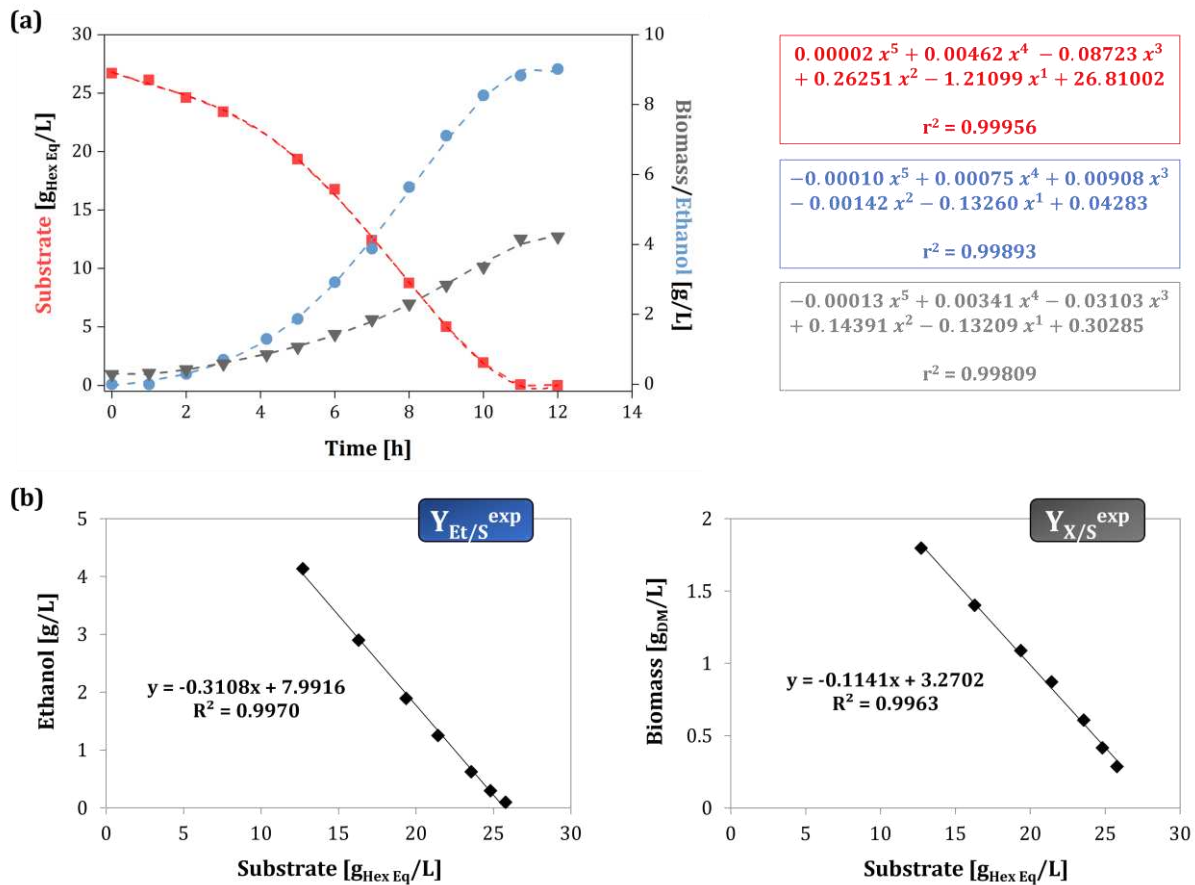 (a)
30
25
20
15
10
5
0
Substrate [gHex Eq/L]
10
8
6
4
2
0
Biomass/Ethanol [g/L]
0 2 4 6 8 10 12 14
Time [h]
0.00002 x⁵ + 0.00462 x⁴ − 0.08723 x³
+ 0.26251 x² − 1.21099 x¹ + 26.81002
r² = 0.99956
−0.00010 x⁵ + 0.00075 x⁴ + 0.00908 x³
− 0.00142 x² − 0.13260 x¹ + 0.04283
r² = 0.99893
−0.00013 x⁵ + 0.00341 x⁴ − 0.03103 x³
+ 0.14391 x² − 0.13209 x¹ + 0.30285
r² = 0.99809
(b)
YEt/S exp
5
4
3
2
1
0
Ethanol [g/L]
y = -0.3108x + 7.9916
R² = 0.9970
0 5 10 15 20 25 30
Substrate [gHex Eq/L]
YX/S exp
2
1.5
1
0.5
0
Biomass [gDM/L]
y = -0.1141x + 3.2702
R² = 0.9963
0 5 10 15 20 25 30
Substrate [gHex Eq/L]